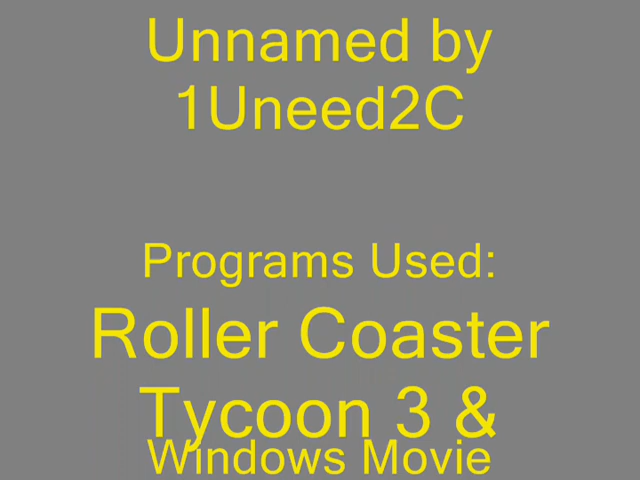 Unnamed by
1Uneed2C
Programs Used:
Roller Coaster
Tycoon 3 &
Windows Movie